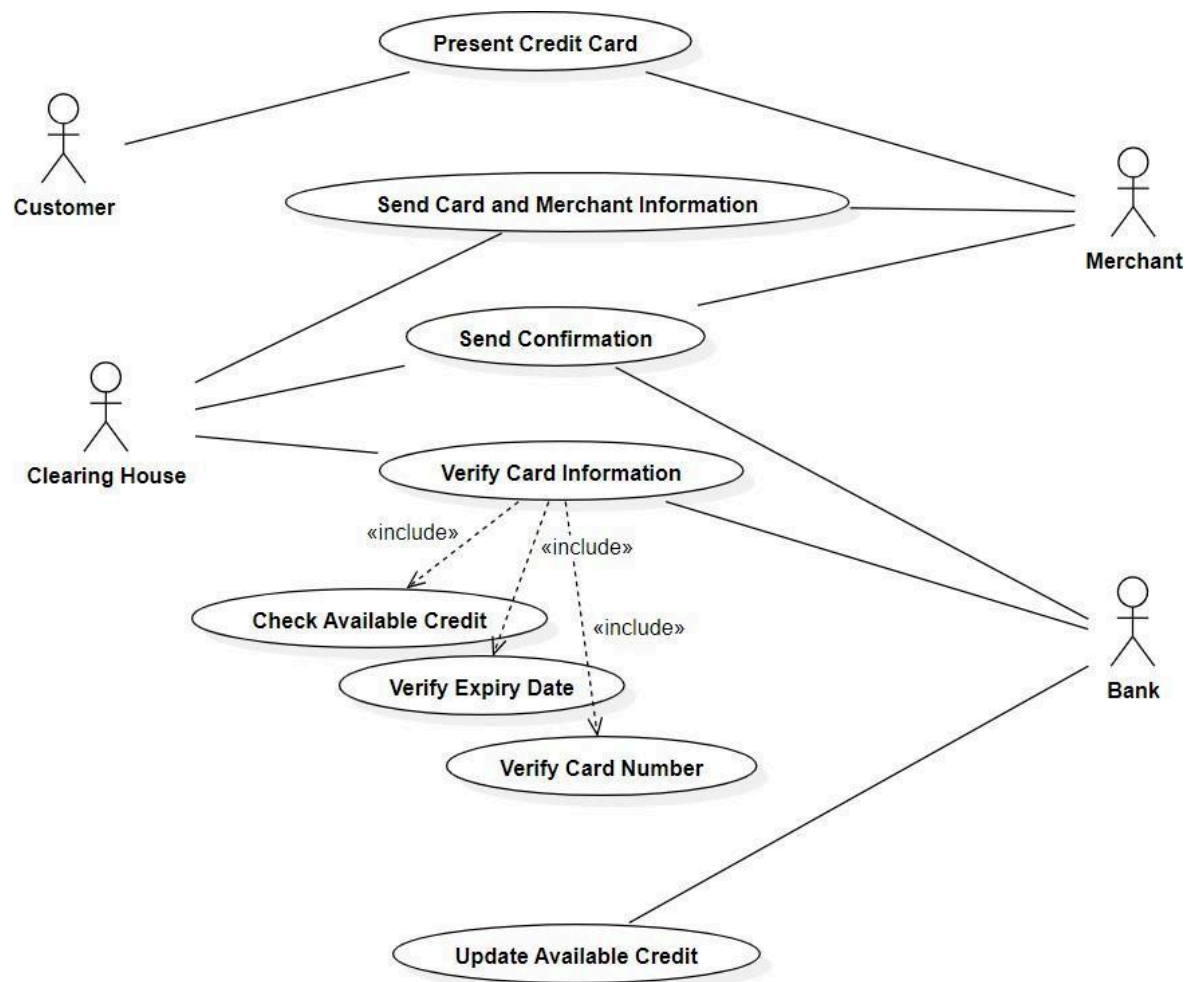 Present Credit Card
Customer
Send Card and Merchant Information
Merchant
Send Confirmation
Clearing House
Verify Card Information
«include»
«include»
Check Available Credit
«include»
Verify Expiry Date
Bank
Verify Card Number
Update Available Credit